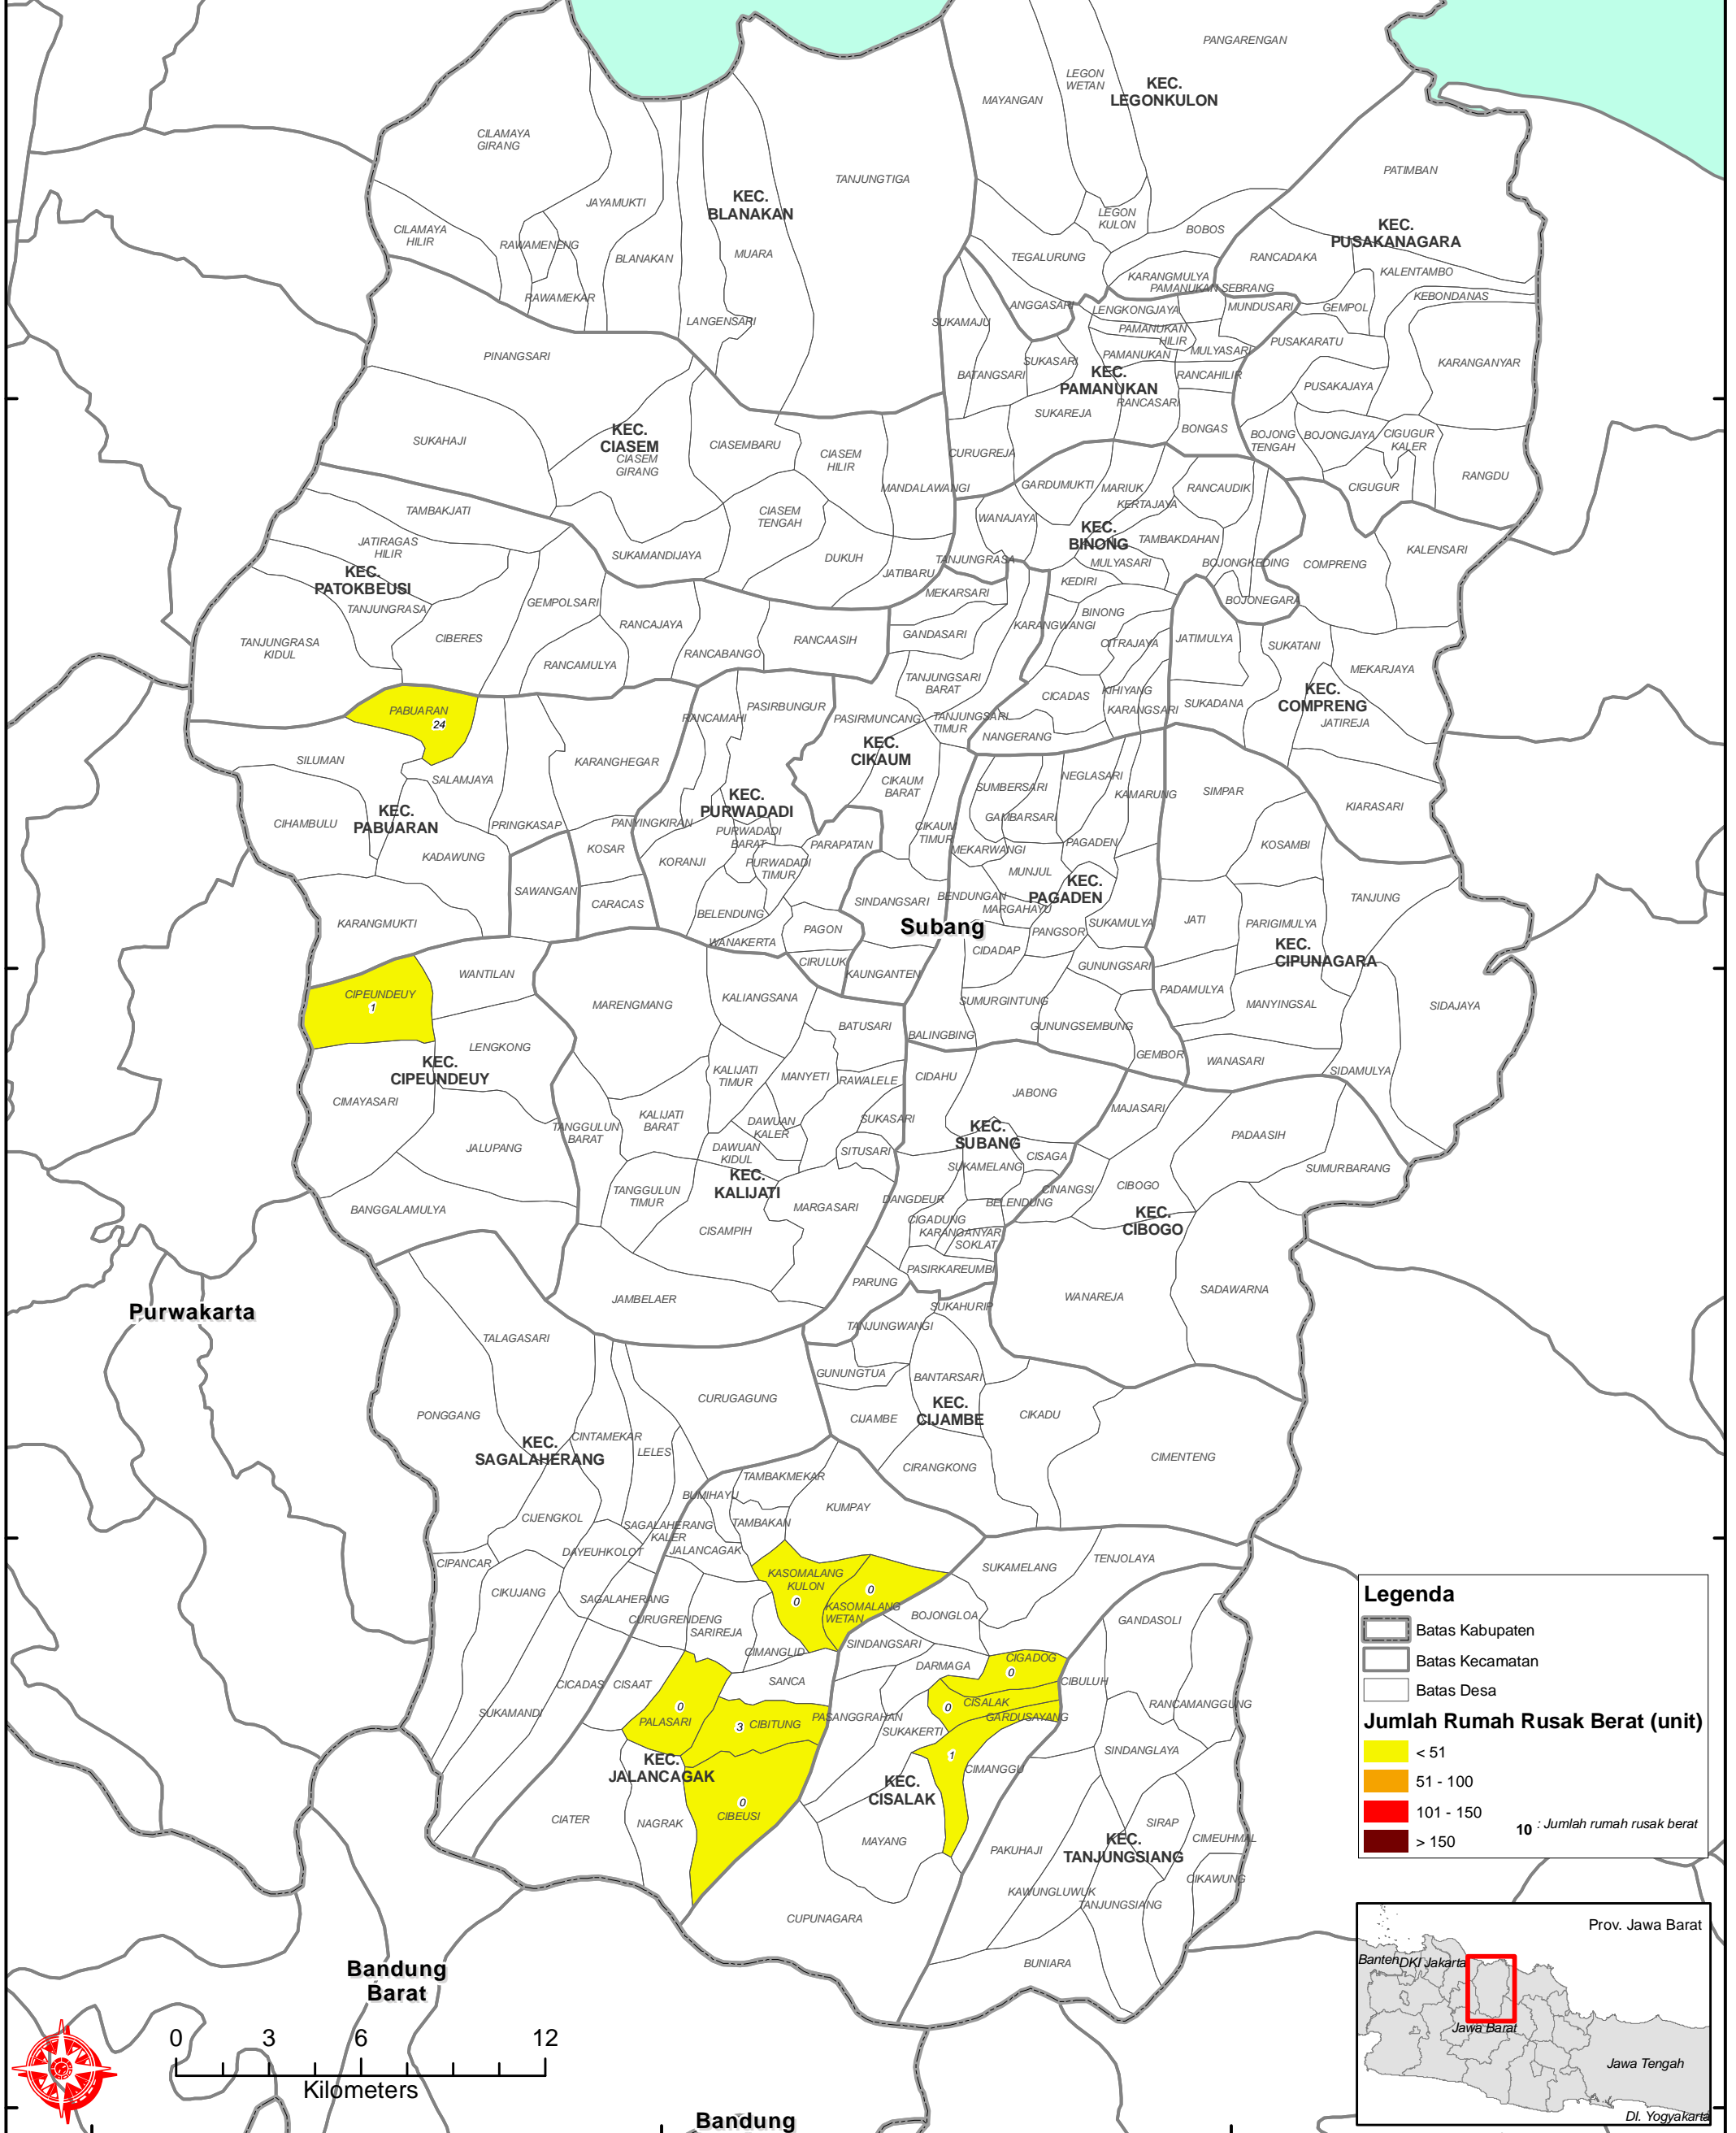 PANGARENGAN
LEGON
WETAN
MAYANGAN
KEC.
LEGONKULON
CILAMAYA
GIRANG
PATIMBAN
TANJUNGTIGA
JAYAMUKTI
KEC.
BLANAKAN
LEGON
KULON
BOBOS
KEC.
PUSAKANAGARA
CILAMAYA
HILIR
RAWAMENENG
BLANAKAN
MUARA
TEGALURUNG
RANCADAKA
KALENTAMBO
KARANGMULYA
PAMANUKAN SEBRANG
KEBONDANAS
RAWAMEKAR
ANGGASARI
LENGKONGJAYA
MUNDUSARI
GEMPOL
LANGENSARI
SUKAMAJU
PAMANUKAN
HILIR
PUSAKARATU
PINANGSARI
SUKASARI
PAMANUKAN
MULYASARI
KARANGANYAR
BATANGSARI
KEC.
PAMANUKAN
RANCAHILIR
PUSAKAJAYA
RANCASARI
SUKAREJA
SUKAHAJI
KEC.
CIASEM
CIASEM
GIRANG
CIASEMBARU
CIASEM
HILIR
CURUGREJA
BONGAS
BOJONG
TENGAH
BOJONGJAYA
CIGUGUR
KALER
RANGDU
MANDALAWANGI
GARDUMUKTI
MARIUK
RANCAUDIK
CIGUGUR
KERTAJAYA
TAMBAKJATI
CIASEM
TENGAH
WANAJAYA
KEC.
BINONG
TAMBAKDAHAN
JATIRAGAS
HILIR
SUKAMANDIJAYA
DUKUH
JATIBARU
TANJUNGRASA
MULYASARI
BOJONGKEDING
COMPRENG
KALENSARI
KEC.
PATOKBEUSI
KEDIRI
TANJUNGRASA
GEMPOLSARI
MEKARSARI
BINONG
BOJONEGARA
RANCAJAYA
RANCAASIH
GANDASARI
KARANGWANGI
CITRAJAYA
JATIMULYA
SUKATANI
TANJUNGRASA
KIDUL
CIBERES
RANCAMULYA
RANCABANGO
MEKARJAYA
TANJUNGSARI
BARAT
CICADAS
KIHIYANG
KEC.
COMPRENG
PABUARAN
24
RANCAMAHI
PASIRBUNGUR
PASIRMUNCANG
TANJUNGSARI
TIMUR
KARANGSARI
SUKADANA
JATIREJA
NANGERANG
SILUMAN
SALAMJAYA
KARANGHEGAR
KEC.
CIKAUM
CIKAUM
BARAT
SUMBERSARI
NEGLASARI
KAMARUNG
SIMPAR
KIARASARI
CIHAMBULU
KEC.
PABUARAN
PRINGKASAP
PANYINGKIRAN
KEC.
PURWADADI
PURWADADI
BARAT
PARAPATAN
CIKAUM
TIMUR
GAMBARSARI
PAGADEN
KOSAMBI
KADAWUNG
KOSAR
KORANJI
PURWADADI
TIMUR
MEKARWANGI
MUNJUL
KEC.
PAGADEN
SAWANGAN
CARACAS
BELENDUNG
SINDANGSARI
BENDUNGAN
MARGAHAYU
TANJUNG
KARANGMUKTI
PAGON
Subang
PANGSOR
SUKAMULYA
JATI
PARIGIMULYA
WANAKERTA
CIRULUK
KAUNGANTEN
CIDADAP
GUNUNGSARI
KEC.
CIPUNAGARA
WANTILAN
CIPEUNDEUY
1
MARENGMANG
KALIANGSANA
SUMURGINTUNG
PADAMULYA
MANYINGSAL
SIDAJAYA
BATUSARI
BALINGBING
GUNUNGSEMBUNG
LENGKONG
KEC.
CIPEUNDEUY
KALIJATI
TIMUR
MANYETI
RAWALELE
CIDAHU
GEMBOR
WANASARI
SIDAMULYA
CIMAYASARI
JABONG
MAJASARI
TANGGULUN
BARAT
KALIJATI
BARAT
DAWUAN
KALER
SUKASARI
KEC.
SUBANG
PADAASIH
JALUPANG
DAWUAN
KIDUL
SITUSARI
SUKAMELANG
CISAGA
SUMURBARANG
KEC.
KALIJATI
TANGGULUN
TIMUR
DANGDEUR
BELENDUNG
CINANGSI
CIBOGO
BANGGALAMULYA
MARGASARI
CISAMPIH
CIGADUNG
KARANGANYAR
SOKLAT
KEC.
CIBOGO
PASIRKAREUMBI
PARUNG
Purwakarta
JAMBELAER
WANAREJA
SADAWARNA
SUKAHURIP
TANJUNGWANGI
TALAGASARI
GUNUNGTUA
BANTARSARI
CURUGAGUNG
PONGGANG
CIJAMBE
KEC.
CIJAMBE
CIKADU
CINTAMEKAR
KEC.
SAGALAHERANG
LELES
CIRANGKONG
CIMENTENG
TAMBAKMEKAR
BUMIHAYU
KUMPAY
CIJENGKOL
SAGALAHERANG
KALER
TAMBAKAN
DAYEUHKOLOT
JALANCAGAK
CIPANCAR
SUKAMELANG
TENJOLAYA
KASOMALANG
KULON
0
0
KASOMALANG
WETAN
CIKUJANG
SAGALAHERANG
CURUGRENDENG
SARIREJA
BOJONGLOA
GANDASOLI
SINDANGSARI
CIMANGLID
CIGADOG
0
DARMAGA
CICADAS
CISAAT
SANCA
CIBULUH
SUKAMANDI
0
PALASARI
3 CIBITUNG
PASANGGRAHAN
0
CISALAK
GARDUSAYANG
RANCAMANGGUNG
SUKAKERTI
1
SINDANGLAYA
KEC.
JALANCAGAK
CIMANGGU
KEC.
CISALAK
0
CIBEUSI
CIATER
NAGRAK
MAYANG
SIRAP
PAKUHAJI
KEC.
TANJUNGSIANG
CIMEUHMAL
CIKAWUNG
KAWUNGLUWUK
TANJUNGSIANG
CUPUNAGARA
BUNIARA
Bandung
Barat
Bandung
0 3 6 12
Kilometers
Legenda
Batas Kabupaten
Batas Kecamatan
Batas Desa
Jumlah Rumah Rusak Berat (unit)
< 51
51 - 100
101 - 150
> 150
10 : Jumlah rumah rusak berat
Prov. Jawa Barat
Banten
DKI Jakarta
Jawa Barat
Jawa Tengah
DI. Yogyakarta